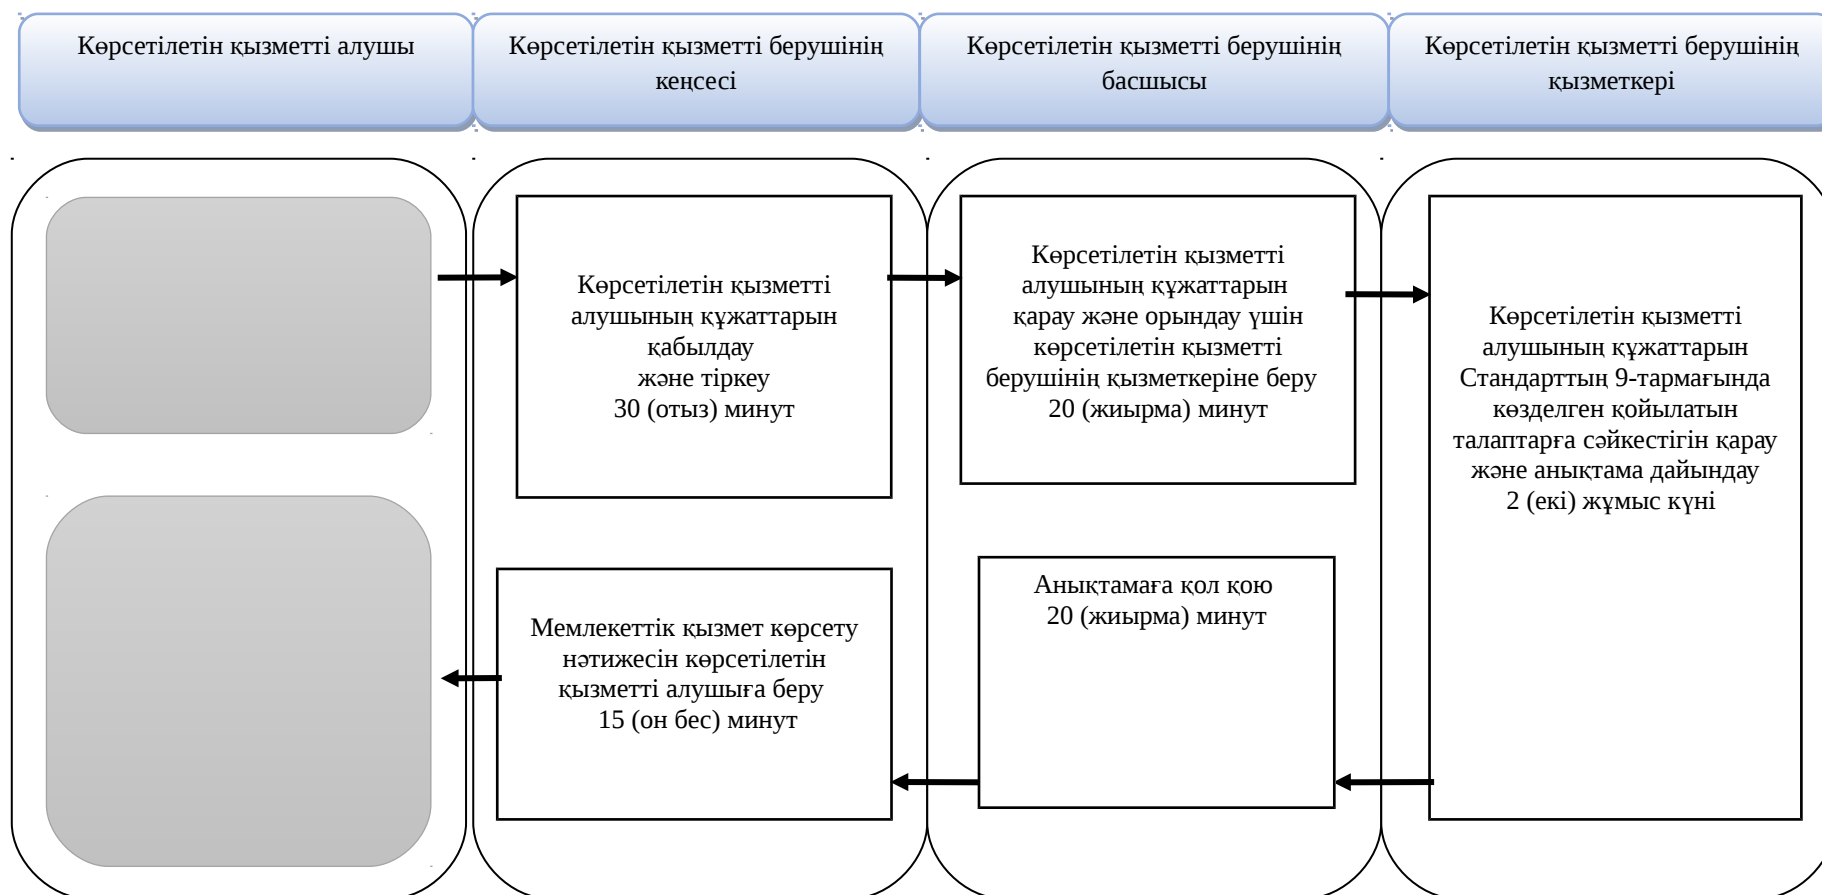 Көрсетілетін қызметті алушы
Көрсетілетін қызметті берушінің
кеңсесі
Көрсетілетін қызметті берушінің
басшысы
Көрсетілетін қызметті берушінің
қызметкері
Көрсетілетін қызметті
алушының құжаттарын
қабылдау
және тіркеу
30 (отыз) минут
Көрсетілетін қызметті
алушының құжаттарын
қарау және орындау үшін
көрсетілетін қызметті
берушінің қызметкеріне беру
20 (жиырма) минут
Көрсетілетін қызметті
алушының құжаттарын
Стандарттың 9-тармағында
көзделген қойылатын
талаптарға сәйкестігін қарау
және анықтама дайындау
2 (екі) жұмыс күні
Анықтамаға қол қою
20 (жиырма) минут
Мемлекеттік қызмет көрсету
нәтижесін көрсетілетін
қызметті алушыға беру
15 (он бес) минут